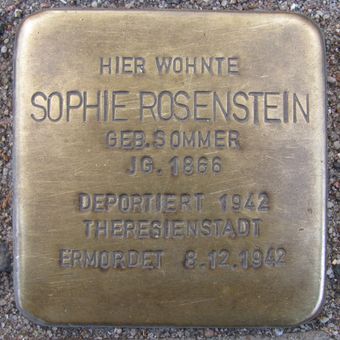 HIER WOHNTE
SOPHIE ROSENSTEIN
GEB. SOMMER
JG. 1866
DEPORTIERT 1942
THERESIENSTADT
ERMORDET 8.12.1942